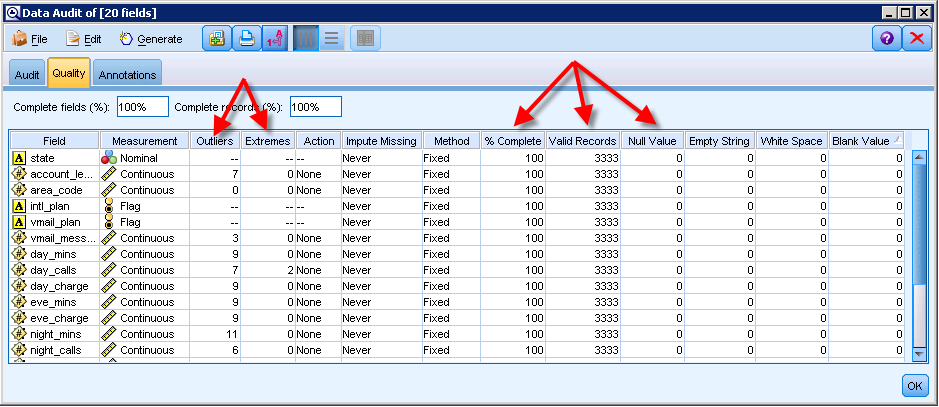 Data Audit of [20 fields]
File Edit Generate
Audit Quality Annotations
Complete fields (%): 100% Complete records (%): 100%
Field Measurement Outliers Extremes Action Impute Missing Method % Complete Valid Records Null Value Empty String White Space Blank Value
A state Nominal -- -- -- Never Fixed 100 3333 0 0 0 0
# account_le... Continuous 7 0 None Never Fixed 100 3333 0 0 0 0
# area_code Continuous 0 0 None Never Fixed 100 3333 0 0 0 0
A intl_plan Flag -- -- -- Never Fixed 100 3333 0 0 0 0
A vmail_plan Flag -- -- -- Never Fixed 100 3333 0 0 0 0
# vmail_mess... Continuous 3 0 None Never Fixed 100 3333 0 0 0 0
# day_mins Continuous 9 0 None Never Fixed 100 3333 0 0 0 0
# day_calls Continuous 7 2 None Never Fixed 100 3333 0 0 0 0
# day_charge Continuous 9 0 None Never Fixed 100 3333 0 0 0 0
# eve_mins Continuous 9 0 None Never Fixed 100 3333 0 0 0 0
# eve_charge Continuous 9 0 None Never Fixed 100 3333 0 0 0 0
# night_mins Continuous 11 0 None Never Fixed 100 3333 0 0 0 0
# night_calls Continuous 6 0 None Never Fixed 100 3333 0 0 0 0
OK